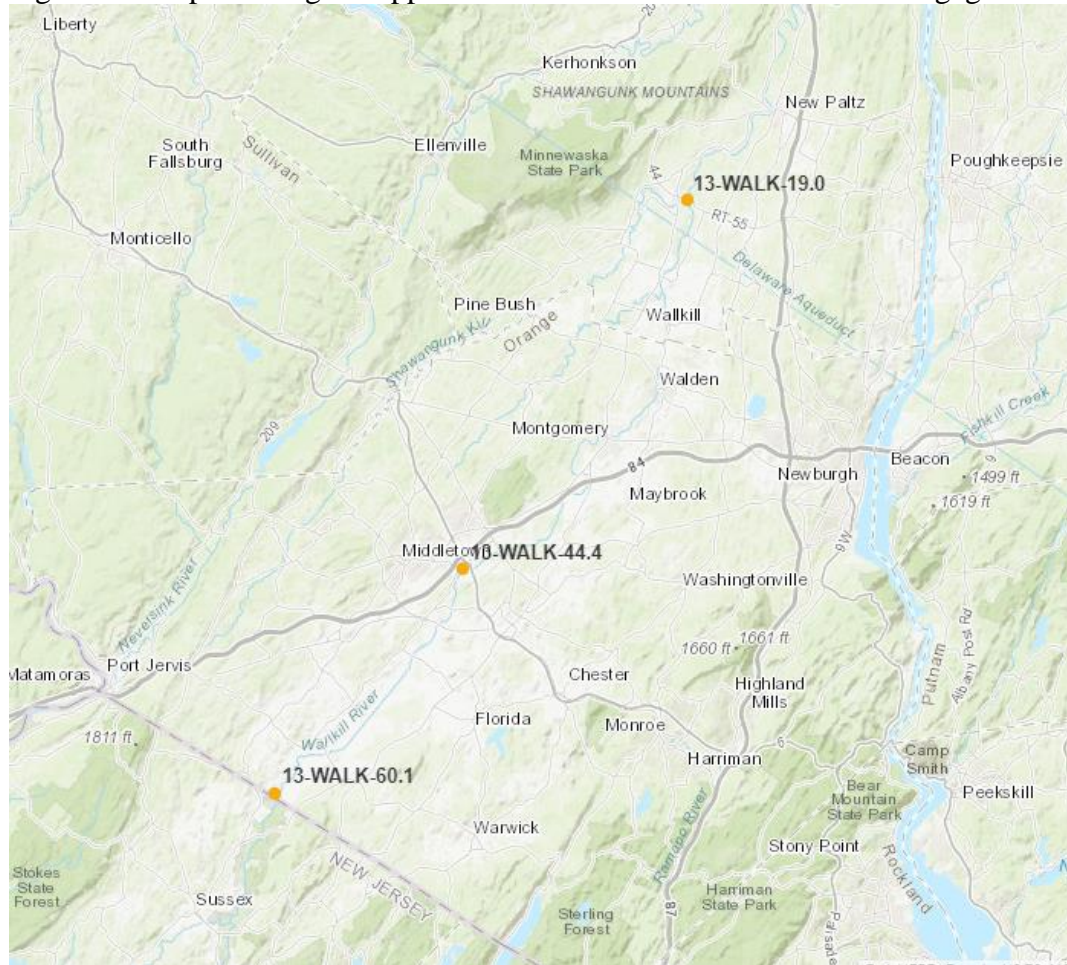 Liberty
20
Kerhonkson
SHAWANGUNK MOUNTAINS
New Paltz
South
Fallsburg
Sullivan
Ellenville
Minnewaska
State Park
Poughkeepsie
44
13-WALK-19.0
RT-55
Monticello
Delaware Aqueduct
Pine Bush
Orange
Wallkill
Shawangunk Kill
Walden
209
Montgomery
Fishkill Creek
84
Newburgh
Beacon
9
1499 ft
Maybrook
1619 ft
9W
Middletown
-WALK-44.4
Washingtonville
Neversink River
1660 ft
1661 ft
Albany Post Rd
Putnam
Matamoras
Port Jervis
Chester
Highland
Mills
Wallkill River
Florida
Monroe
1811 ft
Harriman
6
Camp
Smith
13-WALK-60.1
Bear
Mountain
State Park
Peekskill
Warwick
Ramapo River
Stony Point
NEW JERSEY
Stokes
State
Forest
Sussex
Rockland
Harriman
State Park
Sterling
Forest
87